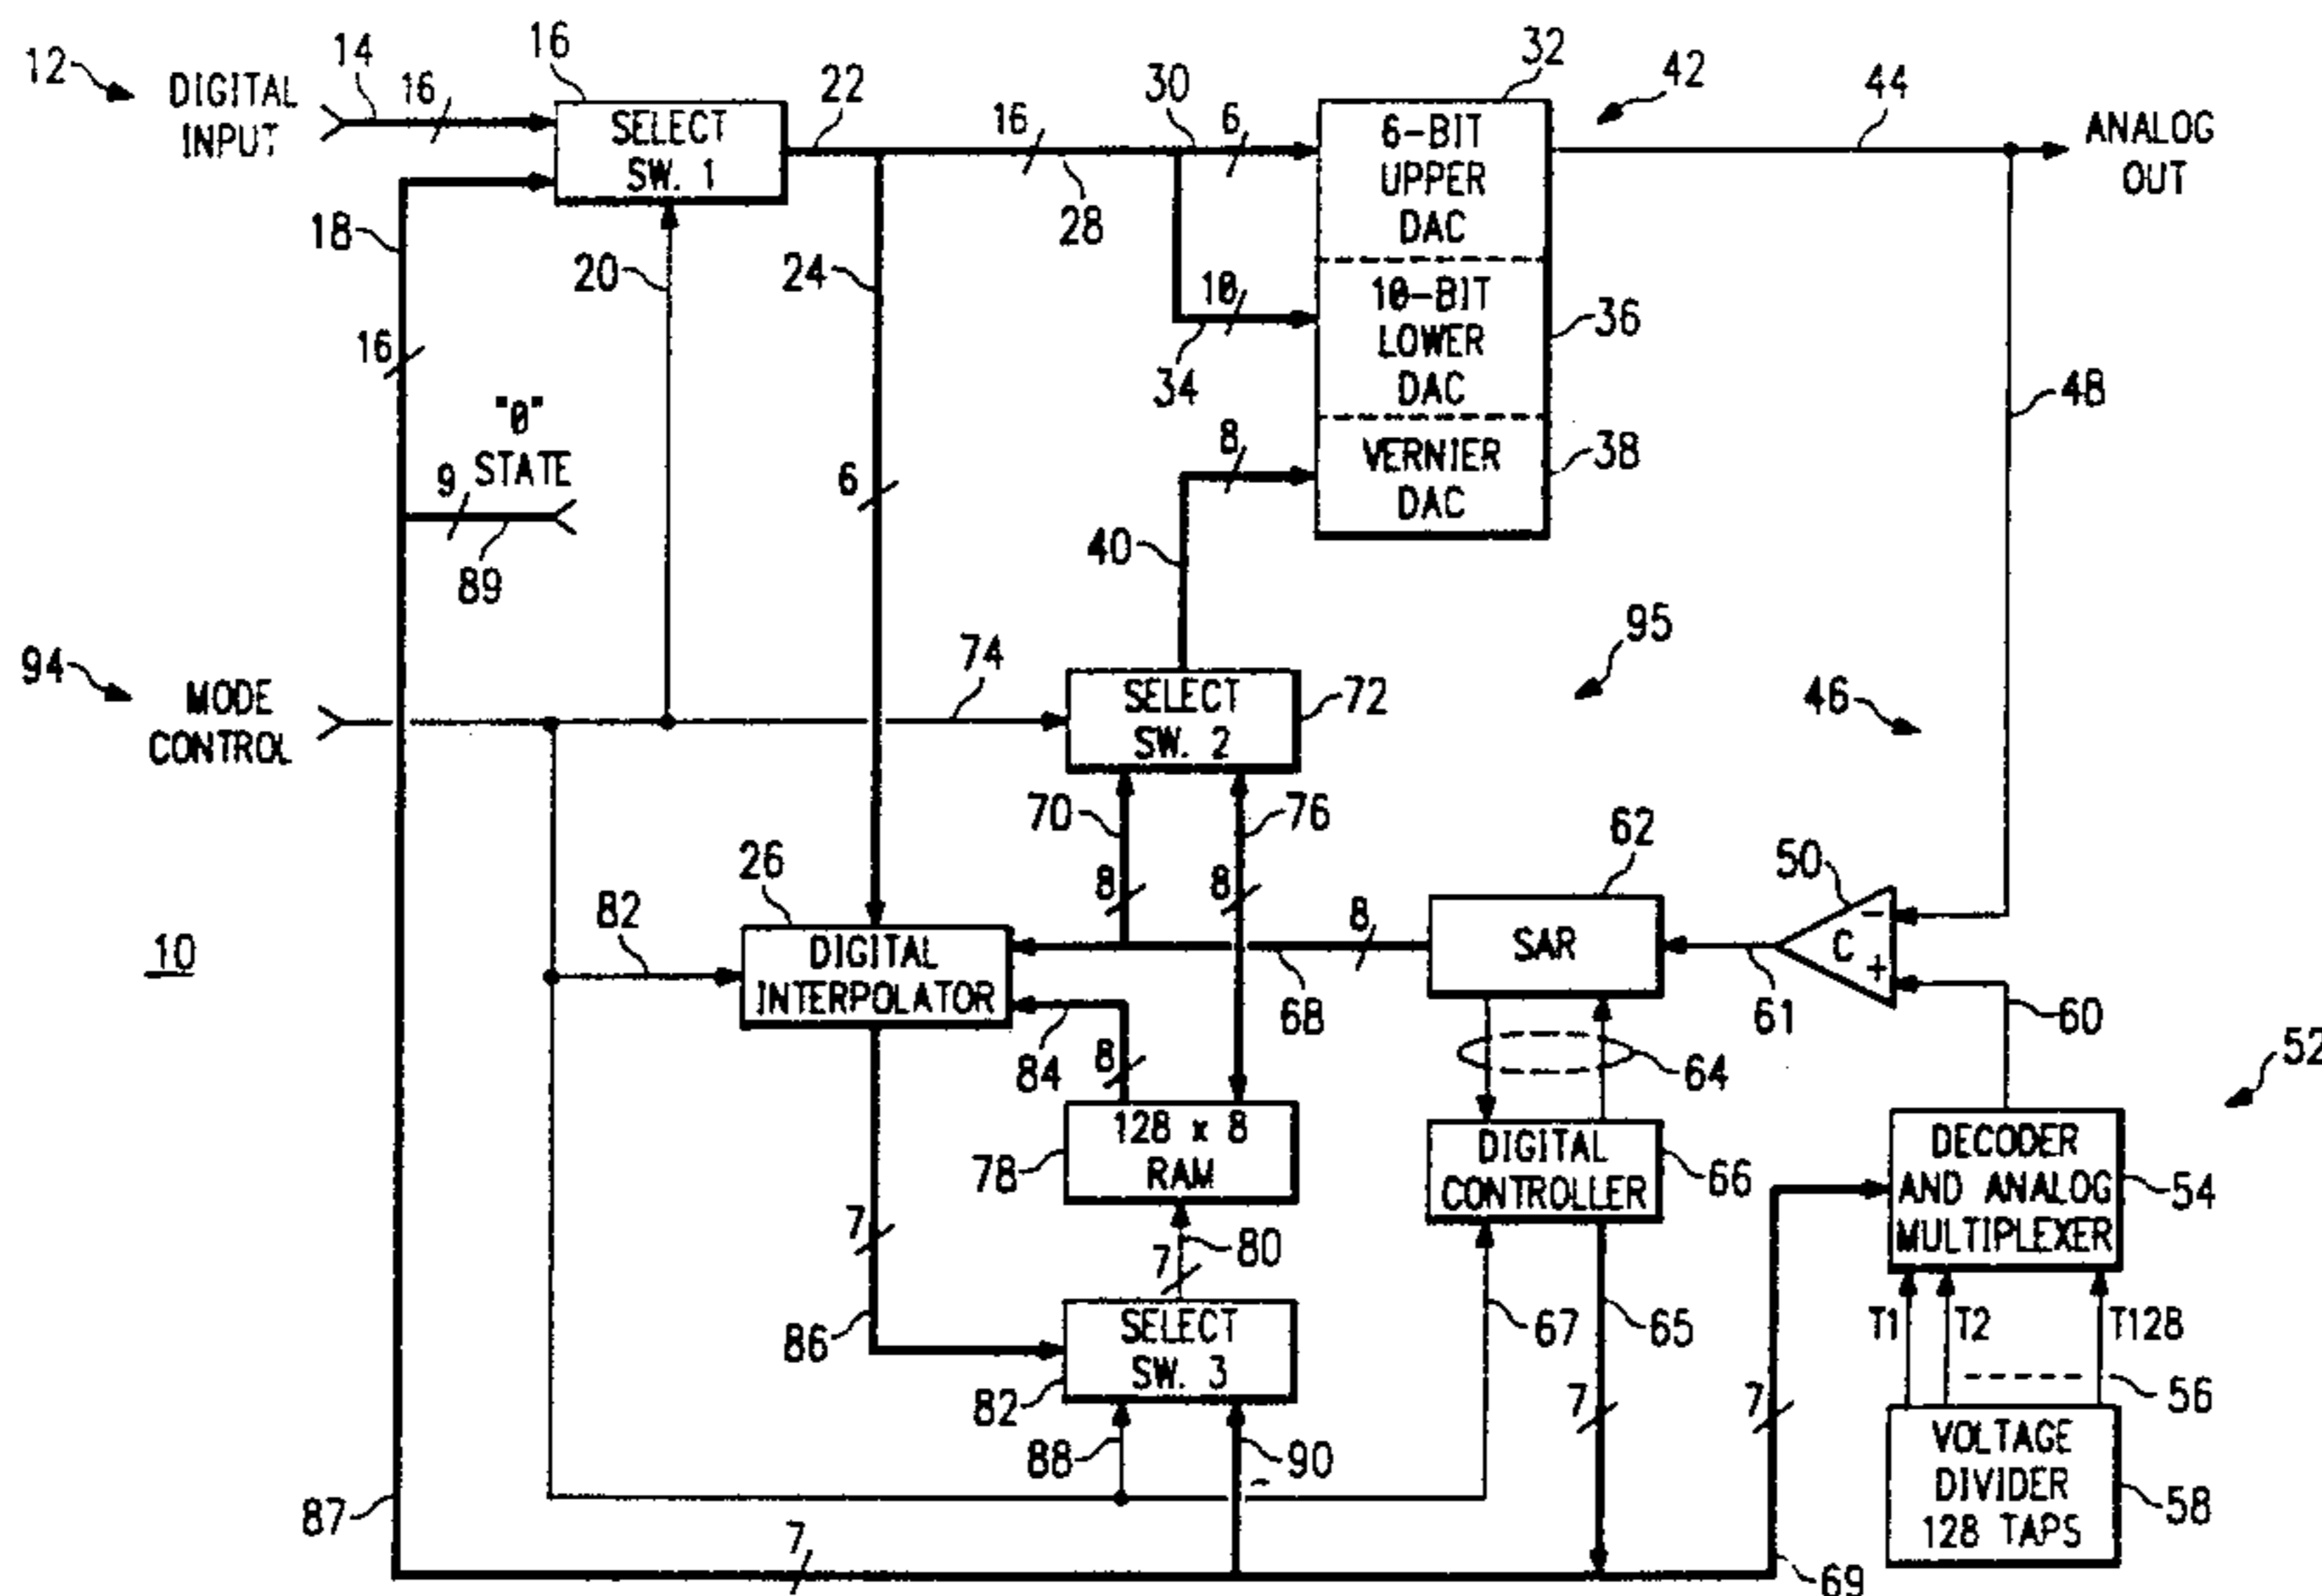 12
DIGITAL
INPUT
14
16
16
SELECT
SW. 1
22
16
28
30
6
32
6-BIT
UPPER
DAC
42
44
ANALOG
OUT
18
20
24
34
10
10-BIT
LOWER
DAC
36
48
16
"0"
STATE
9
89
6
8
VERNIER
DAC
38
40
95
94
MODE
CONTROL
74
SELECT
SW. 2
72
46
70
76
62
50
8
8
26
82
10
DIGITAL
INTERPOLATOR
8
68
SAR
C
-
+
61
60
84
8
64
52
128 x 8
RAM
78
DIGITAL
CONTROLLER
66
DECODER
AND ANALOG
MULTIPLEXER
54
7
7
80
86
SELECT
SW. 3
82
67
65
T1
T2
T128
56
88
90
7
7
VOLTAGE
DIVIDER
128 TAPS
58
87
7
69